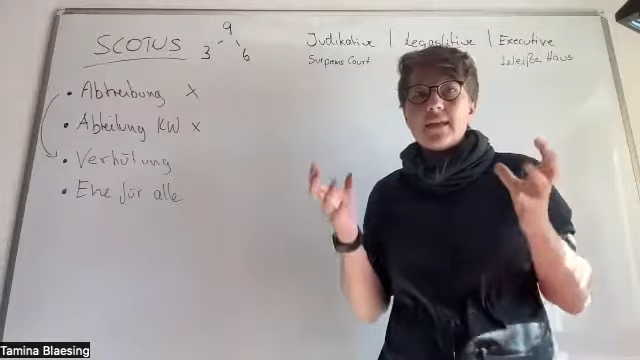 SCOTUS
9
3 6
Judikative | Legaslitive | Executive
Supreme Court
Weiße Haus
• Abtreibung X
• Abteilung KW X
• Verhütung
• Ehe für alle
Tamina Blaesing